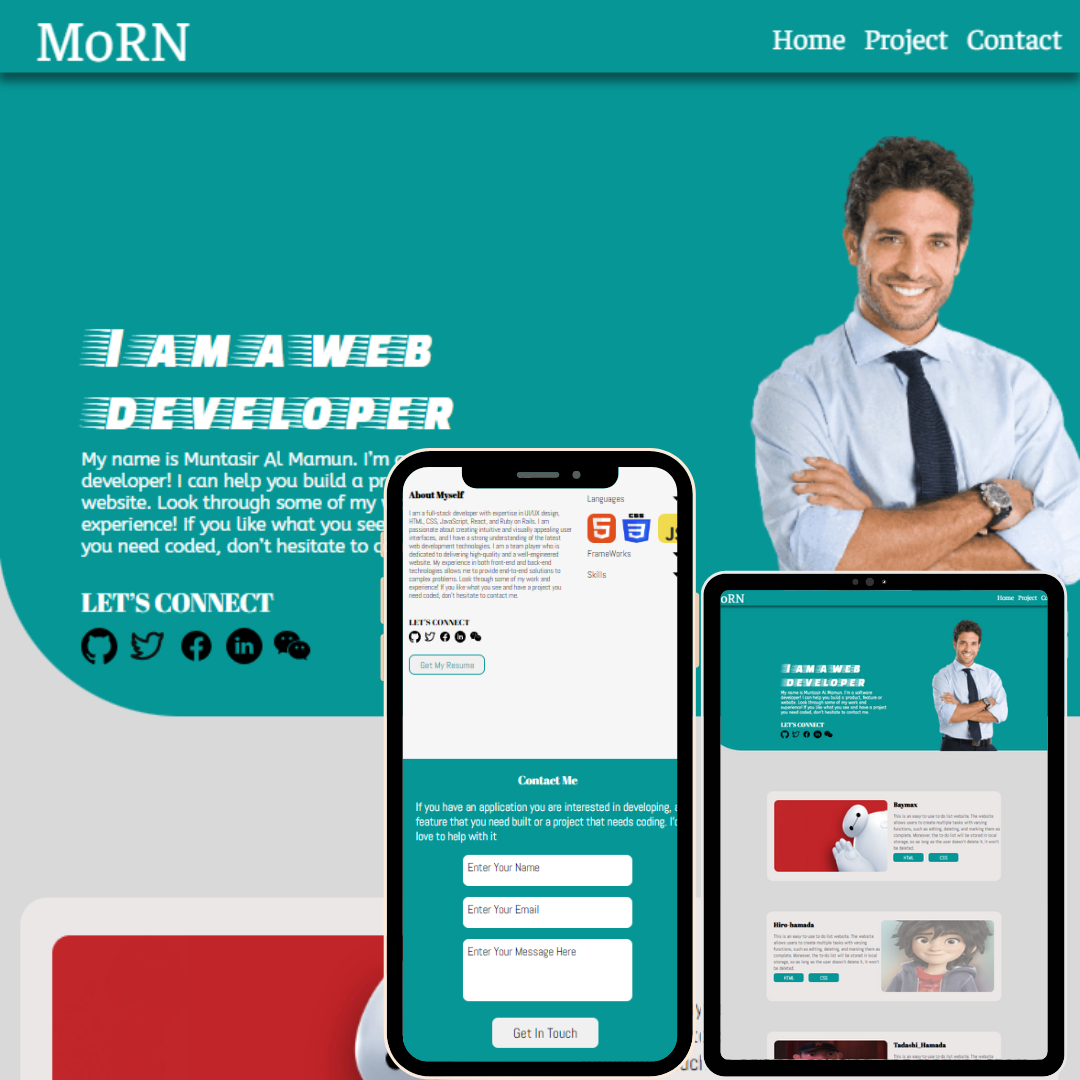 MoRN
Home Project Contact
I AM A WEB
DEVELOPER
My name is Muntasir Al Mamun. I'm a
developer! I can help you build a pr
website. Look through some of my
experience! If you like what you see
you need coded, don't hesitate to c
LET'S CONNECT
in
About Myself
I am a full-stack developer with expertise in UI/UX design,
HTML, CSS, JavaScript, React, and Ruby on Rails. I am
passionate about creating intuitive and visually appealing user
interfaces, and I have a strong understanding of the latest
web development technologies. I am a team player who is
dedicated to delivering high-quality and a well-engineered
website. My experience in both front-end and back-end
technologies allows me to provide end-to-end solutions to
complex problems. Look through some of my work and
experience! If you like what you see and have a project you
need coded, don't hesitate to contact me.
LET'S CONNECT
in
Get My Resume
Languages
5
CSS
3
JS
FrameWorks
Skills
Contact Me
If you have an application you are interested in developing, a
feature that you need built or a project that needs coding. I'd
love to help with it
Enter Your Name
Enter Your Email
Enter Your Message Here
Get In Touch
oRN
Home Project Co
I AM A WEB
DEVELOPER
My name is Muntasir Al Mamun. I'm a software
developer! I can help you build a product, feature or
website. Look through some of my work and
experience! If you like what you see and have a project
you need coded, don't hesitate to contact me.
LET'S CONNECT
Baymax
This is an easy to use to do list website. The website
allows users to create multiple tasks with varying
functions, such as editing, deleting, and marking them as
complete. Moreover, the to-do list will be stored in local
storage, so as long as the user doesn't delete it, it won't
be deleted.
HTML CSS
Hiro-hamada
This is an easy to use to do list website. The website
allows users to create multiple tasks with varying
functions, such as editing, deleting, and marking them as
complete. Moreover, the to-do list will be stored in local
storage, so as long as the user doesn't delete it, it won't
be deleted.
HTML CSS
Tadashi_Hamada
This is an easy to use to do list website. The website